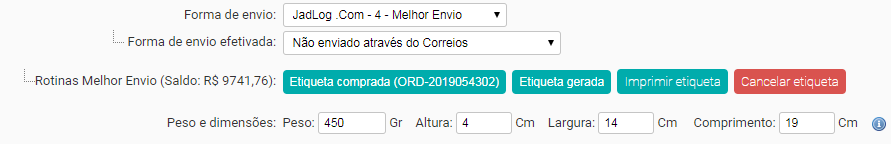 Forma de envio: JadLog .Com - 4 - Melhor Envio
Forma de envio efetivada: Não enviado através do Correios
Rotinas Melhor Envio (Saldo: R$ 9741,76): Etiqueta comprada (ORD-2019054302) Etiqueta gerada Imprimir etiqueta Cancelar etiqueta
Peso e dimensões: Peso: 450 Gr Altura: 4 Cm Largura: 14 Cm Comprimento: 19 Cm i